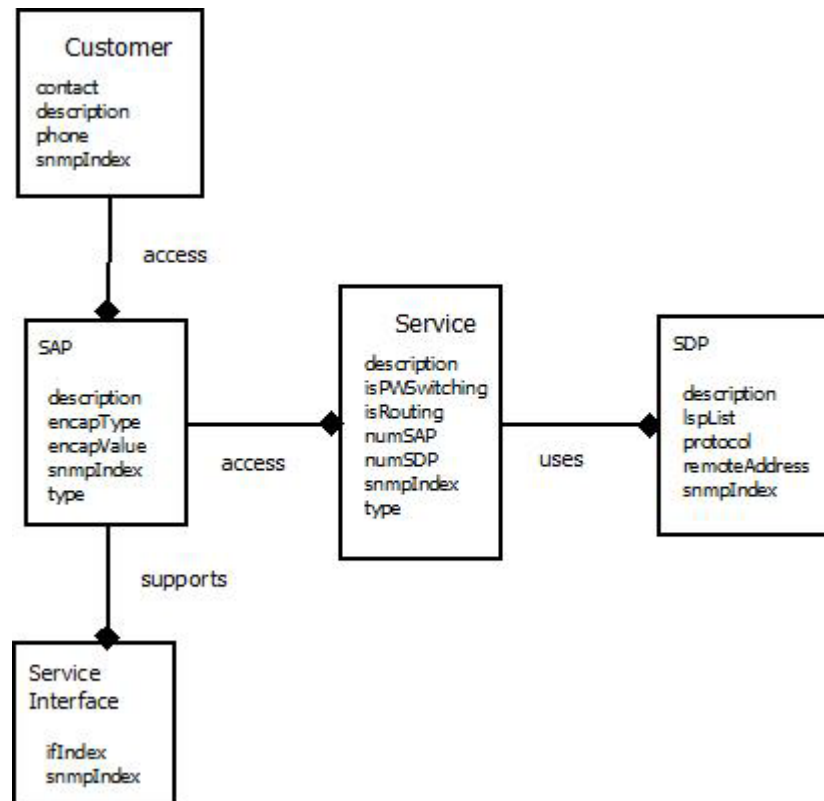 Customer
contact
description
phone
snmpIndex
access
SAP
description
encapType
encapValue
snmpIndex
type
access
Service
description
isPWSwitching
isRouting
numSAP
numSDP
snmpIndex
type
uses
SDP
description
lspList
protocol
remoteAddress
snmpIndex
supports
Service
Interface
ifIndex
snmpIndex